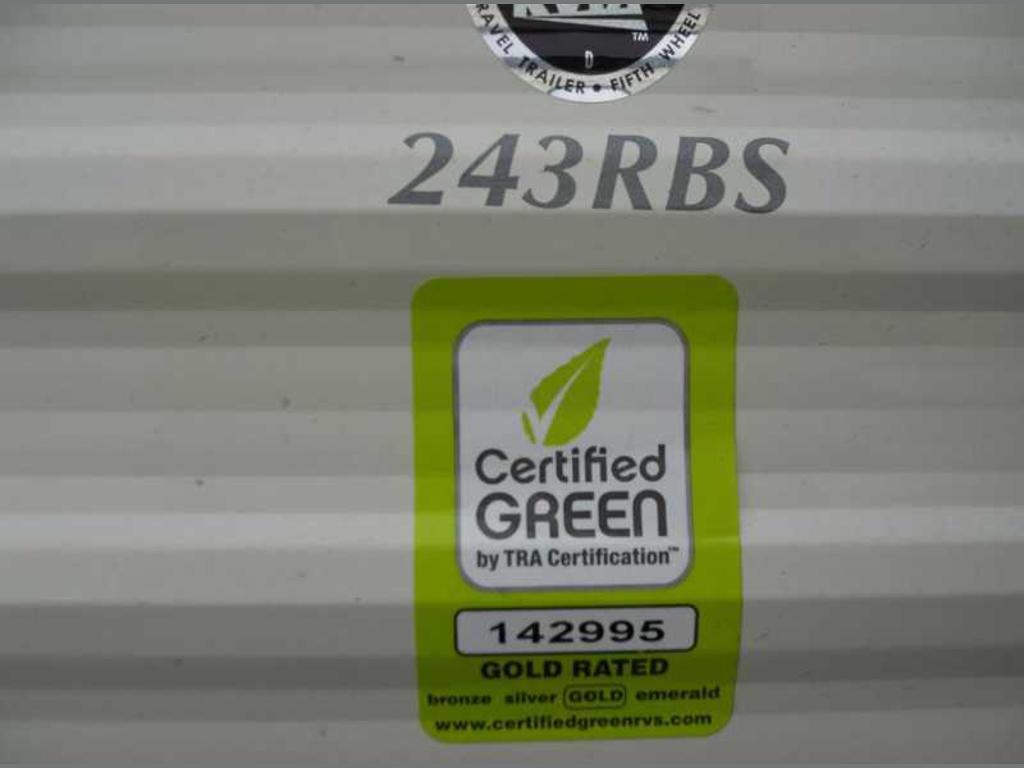 TRAVEL TRAILER • FIFTH WHEEL
TM
D
243RBS
Certified
GREEN
by TRA Certification™
142995
GOLD RATED
bronze silver GOLD emerald
www.certifiedgreenrvs.com